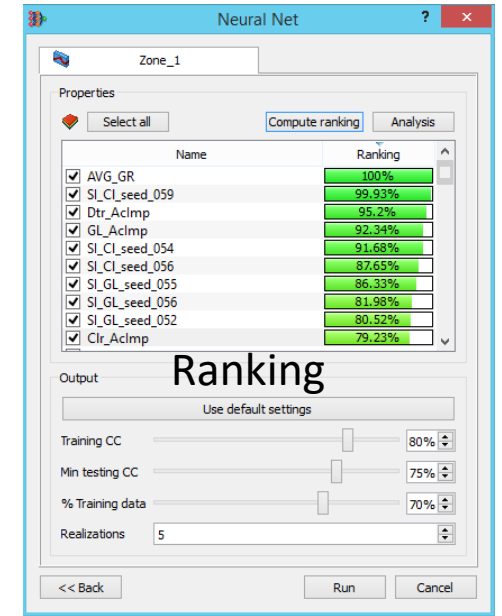 Neural Net ? ×
Zone_1
Properties
Select all Compute ranking Analysis
Name Ranking
AVG_GR 100%
SI_CI_seed_059 99.93%
Dtr_AcImp 95.2%
GL_AcImp 92.34%
SI_CI_seed_054 91.68%
SI_CI_seed_056 87.65%
SI_GL_seed_055 86.33%
SI_GL_seed_056 81.98%
SI_GL_seed_052 80.52%
Clr_AcImp 79.23%
Ranking
Output
Use default settings
Training CC 80%
Min testing CC 75%
% Training data 70%
Realizations 5
<< Back Run Cancel